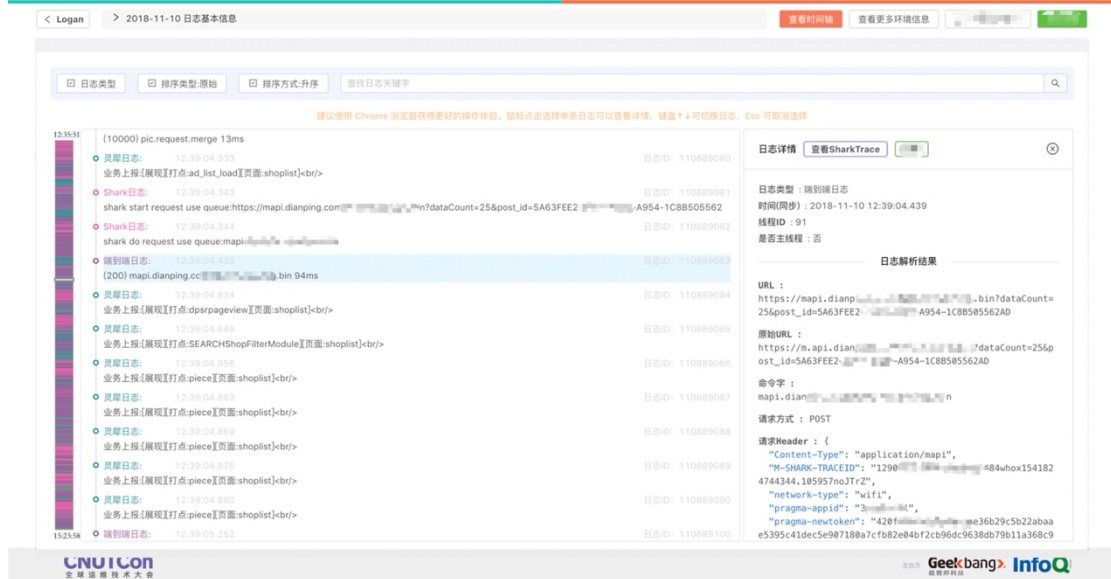 < Logan
> 2018-11-10 日志基本信息
查看时间轴
查看更多环境信息
日志类型
排序类型:原始
排序方式:升序
查找日志关键字
建议使用 Chrome 浏览器获得更好的操作体验。鼠标点击选择单条日志可以查看详情，键盘↑↓可切换日志，Esc 可取消选择
12:35:51
(10000) pic.request.merge 13ms
灵犀日志: 12:39:04.333 日志ID: 110889080
业务上报:[展现][打点:ad_list_load][页面:shoplist]<br/>
Shark日志: 12:39:04.343 日志ID: 110889081
shark start request use queue:https://mapi.dianping.com n?dataCount=25&post_id=5A63FEE2 -A954-1C8B505562
Shark日志: 12:39:04.344 日志ID: 110889082
shark do request use queue:mapi
端到端日志: 12:39:04.439 日志ID: 110889083
(200) mapi.dianping.cc .bin 94ms
灵犀日志: 12:39:04.834 日志ID: 110889084
业务上报:[展现][打点:dpsrpageview][页面:shoplist]<br/>
灵犀日志: 12:39:04.849 日志ID: 110889085
业务上报:[展现][打点:SEARCHShopFilterModule][页面:shoplist]<br/>
灵犀日志: 12:39:04.856 日志ID: 110889086
业务上报:[展现][打点:piece][页面:shoplist]<br/>
灵犀日志: 12:39:04.863 日志ID: 110889087
业务上报:[展现][打点:piece][页面:shoplist]<br/>
灵犀日志: 12:39:04.869 日志ID: 110889088
业务上报:[展现][打点:piece][页面:shoplist]<br/>
灵犀日志: 12:39:04.875 日志ID: 110889089
业务上报:[展现][打点:piece][页面:shoplist]<br/>
灵犀日志: 12:39:04.880 日志ID: 110889090
业务上报:[展现][打点:piece][页面:shoplist]<br/>
15:23:58
端到端日志: 12:39:05.252 日志ID: 110889100
日志详情 查看SharkTrace
日志类型 : 端到端日志
时间(同步) : 2018-11-10 12:39:04.439
线程ID : 91
是否主线程 : 否
日志解析结果
URL :
https://mapi.dianp .bin?dataCount=
25&post_id=5A63FEE2 A954-1C8B505562AD
原始URL :
https://m.api.dian ?dataCount=25&p
ost_id=5A63FEE2- -A954-1C8B505562AD
命令字 :
mapi.dian n
请求方式 : POST
请求Header : {
"Content-Type": "application/mapi",
"M-SHARK-TRACEID": "1290 484whox154182
4744344.105957noJTrZ",
"network-type": "wifi",
"pragma-appid": "3 ",
"pragma-newtoken": "420f me36b29c5b22abaa
e5395c41dec5e907180a7cfb82e04bf2cb96dc9638db79b11a368c9
CNUTCon
全球运维技术大会
主办方 Geekbang> InfoQ
极客邦科技